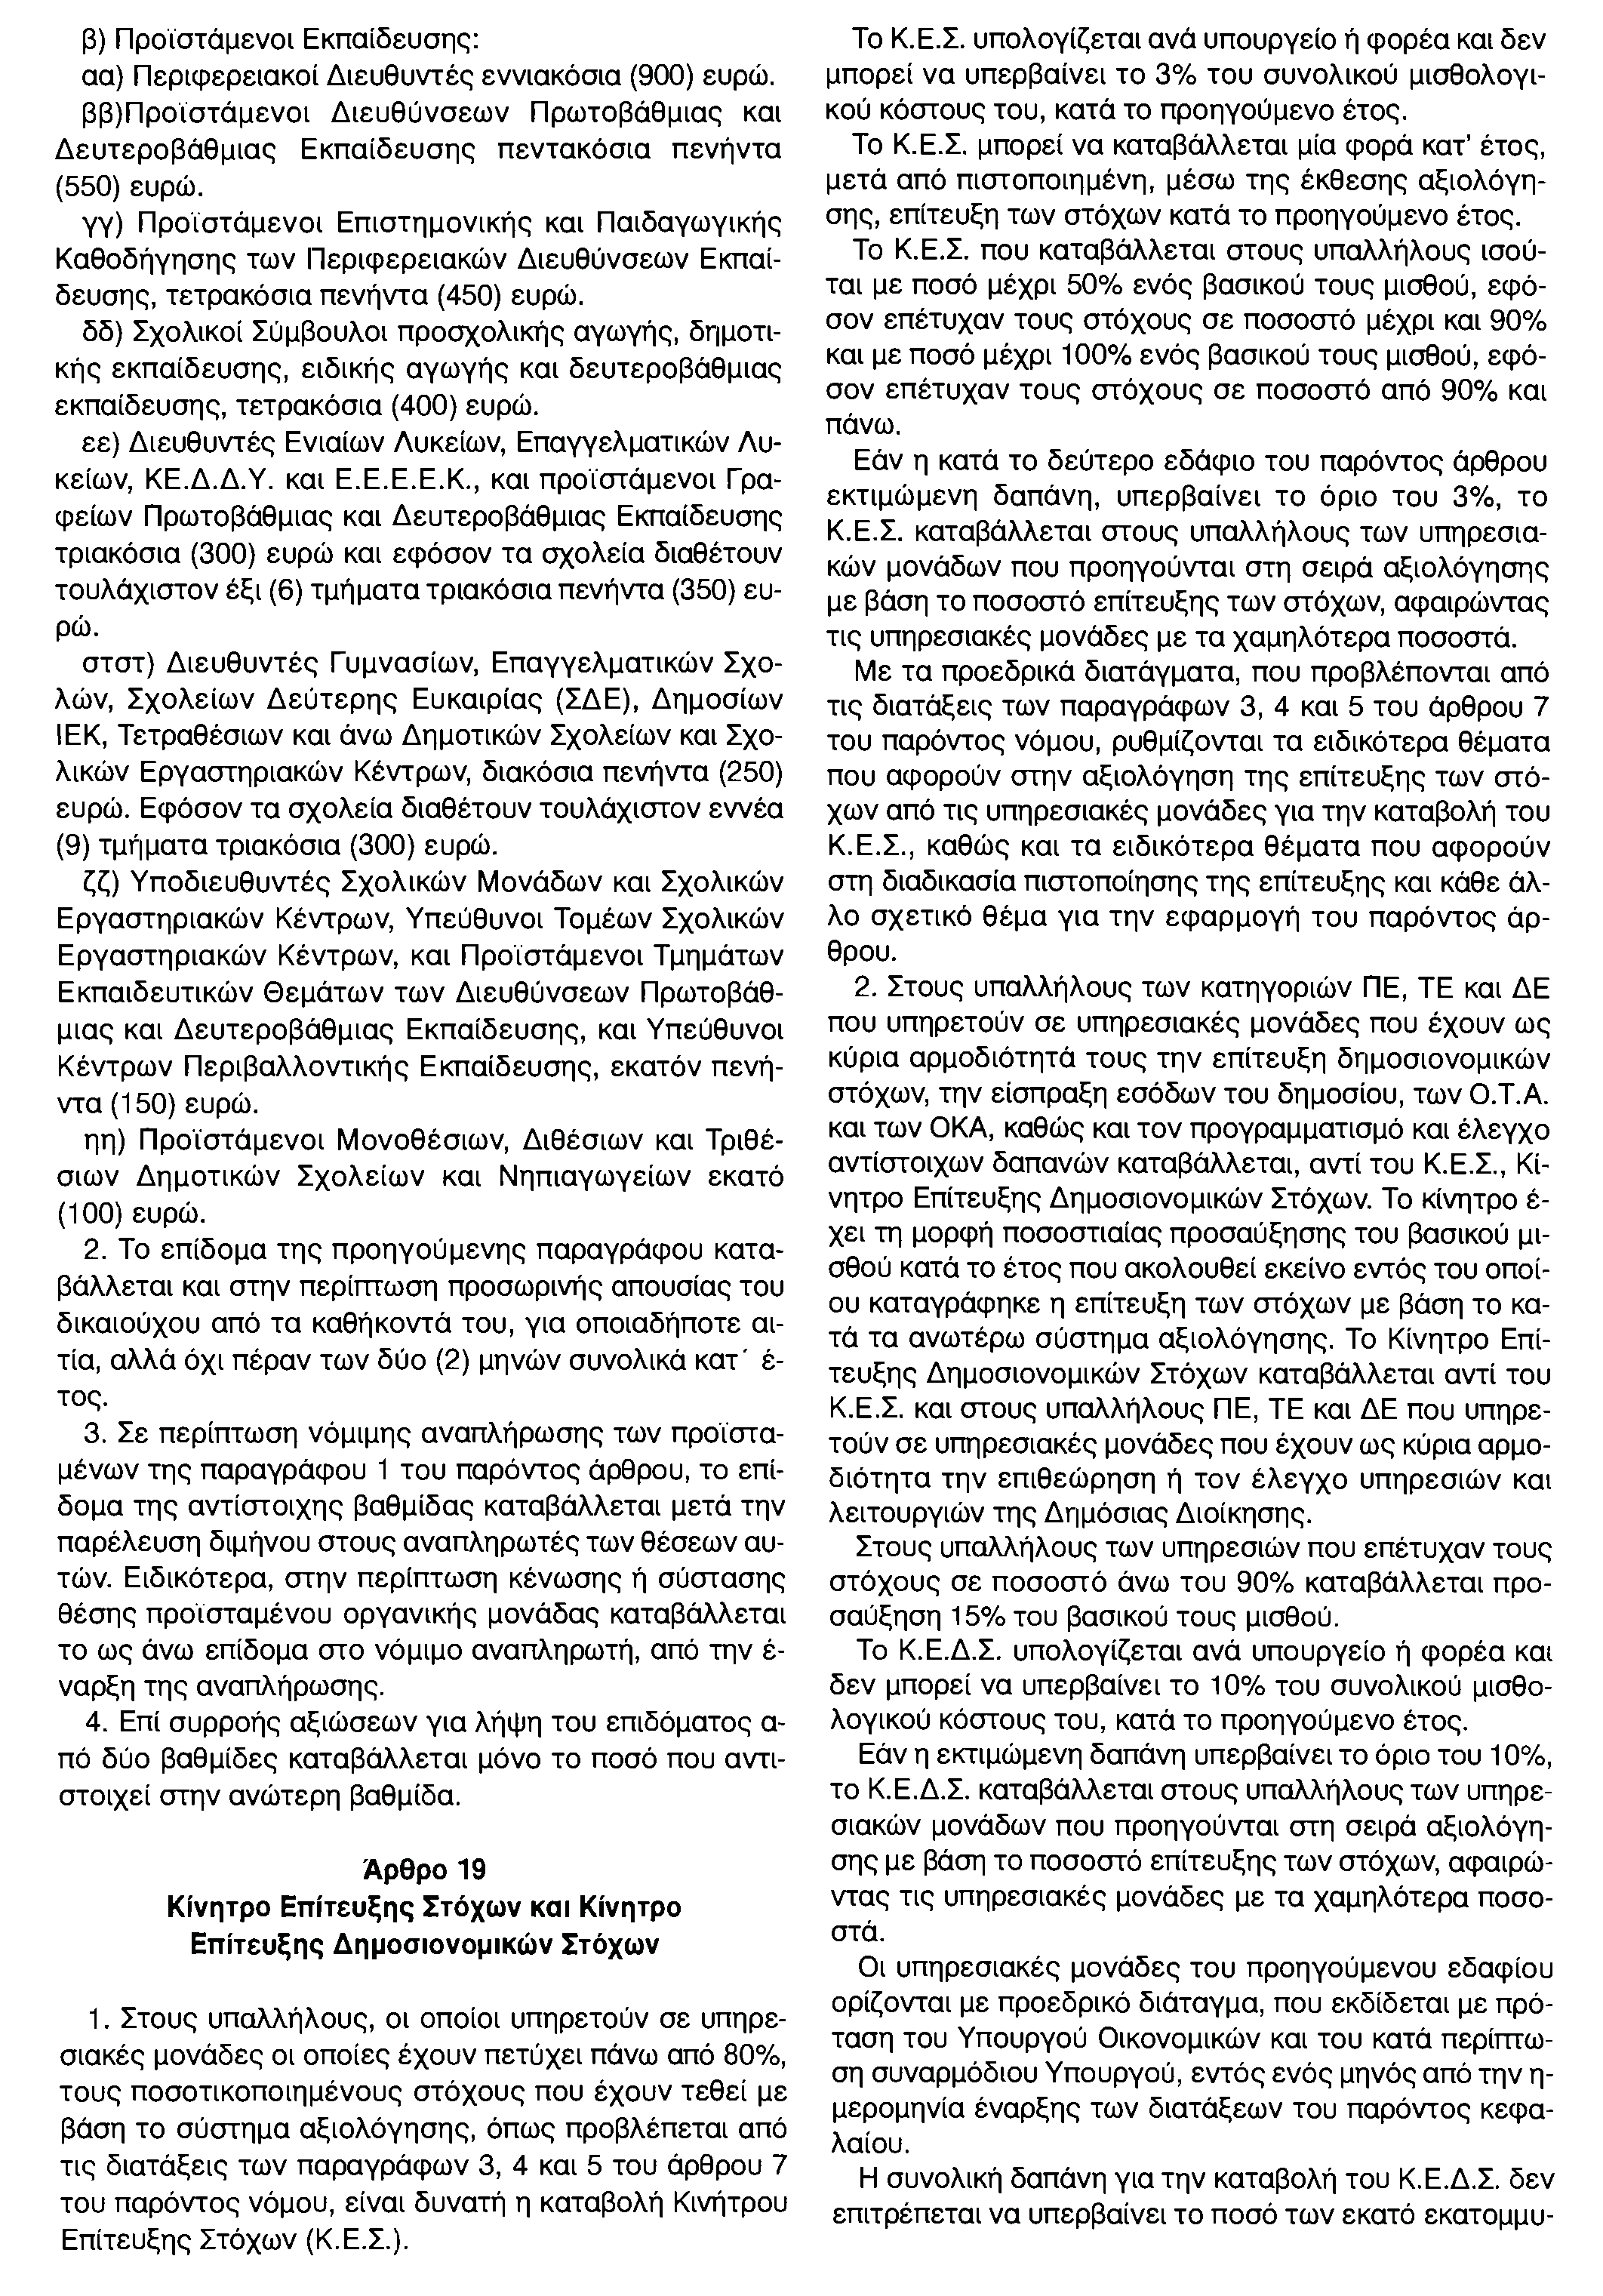 β) Προϊστάμενοι Εκπαίδευσης:
αα) Περιφερειακοί Διευθυντές εννιακόσια (900) ευρώ.
ββ)Προϊστάμενοι Διευθύνσεων Πρωτοβάθμιας και
Δευτεροβάθμιας Εκπαίδευσης πεντακόσια πενήντα
(550) ευρώ.
γγ) Προϊστάμενοι Επιστημονικής και Παιδαγωγικής
Καθοδήγησης των Περιφερειακών Διευθύνσεων Εκπαί-
δευσης, τετρακόσια πενήντα (450) ευρώ.
δδ) Σχολικοί Σύμβουλοι προσχολικής αγωγής, δημοτι-
κής εκπαίδευσης, ειδικής αγωγής και δευτεροβάθμιας
εκπαίδευσης, τετρακόσια (400) ευρώ.
εε) Διευθυντές Ενιαίων Λυκείων, Επαγγελματικών Λυ-
κείων, ΚΕ.Δ.Δ.Υ. και Ε.Ε.Ε.Ε.Κ., και προϊστάμενοι Γρα-
φείων Πρωτοβάθμιας και Δευτεροβάθμιας Εκπαίδευσης
τριακόσια (300) ευρώ και εφόσον τα σχολεία διαθέτουν
τουλάχιστον έξι (6) τμήματα τριακόσια πενήντα (350) ευ-
ρώ.
στστ) Διευθυντές Γυμνασίων, Επαγγελματικών Σχο-
λών, Σχολείων Δεύτερης Ευκαιρίας (ΣΔΕ), Δημοσίων
ΙΕΚ, Τετραθέσιων και άνω Δημοτικών Σχολείων και Σχο-
λικών Εργαστηριακών Κέντρων, διακόσια πενήντα (250)
ευρώ. Εφόσον τα σχολεία διαθέτουν τουλάχιστον εννέα
(9) τμήματα τριακόσια (300) ευρώ.
ζζ) Υποδιευθυντές Σχολικών Μονάδων και Σχολικών
Εργαστηριακών Κέντρων, Υπεύθυνοι Τομέων Σχολικών
Εργαστηριακών Κέντρων, και Προϊστάμενοι Τμημάτων
Εκπαιδευτικών Θεμάτων των Διευθύνσεων Πρωτοβάθ-
μιας και Δευτεροβάθμιας Εκπαίδευσης, και Υπεύθυνοι
Κέντρων Περιβαλλοντικής Εκπαίδευσης, εκατόν πενή-
ντα (150) ευρώ.
ηη) Προϊστάμενοι Μονοθέσιων, Διθέσιων και Τριθέ-
σιων Δημοτικών Σχολείων και Νηπιαγωγείων εκατό
(100) ευρώ.
2. Το επίδομα της προηγούμενης παραγράφου κατα-
βάλλεται και στην περίπτωση προσωρινής απουσίας του
δικαιούχου από τα καθήκοντά του, για οποιαδήποτε αι-
τία, αλλά όχι πέραν των δύο (2) μηνών συνολικά κατ΄ έ-
τος.
3. Σε περίπτωση νόμιμης αναπλήρωσης των προϊστα-
μένων της παραγράφου 1 του παρόντος άρθρου, το επί-
δομα της αντίστοιχης βαθμίδας καταβάλλεται μετά την
παρέλευση διμήνου στους αναπληρωτές των θέσεων αυ-
τών. Ειδικότερα, στην περίπτωση κένωσης ή σύστασης
θέσης προϊσταμένου οργανικής μονάδας καταβάλλεται
το ως άνω επίδομα στο νόμιμο αναπληρωτή, από την έ-
ναρξη της αναπλήρωσης.
4. Επί συρροής αξιώσεων για λήψη του επιδόματος α-
πό δύο βαθμίδες καταβάλλεται μόνο το ποσό που αντι-
στοιχεί στην ανώτερη βαθμίδα.
Άρθρο 19
Κίνητρο Επίτευξης Στόχων και Κίνητρο
Επίτευξης Δημοσιονομικών Στόχων
1. Στους υπαλλήλους, οι οποίοι υπηρετούν σε υπηρε-
σιακές μονάδες οι οποίες έχουν πετύχει πάνω από 80%,
τους ποσοτικοποιημένους στόχους που έχουν τεθεί με
βάση το σύστημα αξιολόγησης, όπως προβλέπεται από
τις διατάξεις των παραγράφων 3, 4 και 5 του άρθρου 7
του παρόντος νόμου, είναι δυνατή η καταβολή Κινήτρου
Επίτευξης Στόχων (Κ.Ε.Σ.).
Το Κ.Ε.Σ. υπολογίζεται ανά υπουργείο ή φορέα και δεν
μπορεί να υπερβαίνει το 3% του συνολικού μισθολογι-
κού κόστους του, κατά το προηγούμενο έτος.
Το Κ.Ε.Σ. μπορεί να καταβάλλεται μία φορά κατ’ έτος,
μετά από πιστοποιημένη, μέσω της έκθεσης αξιολόγη-
σης, επίτευξη των στόχων κατά το προηγούμενο έτος.
Το Κ.Ε.Σ. που καταβάλλεται στους υπαλλήλους ισού-
ται με ποσό μέχρι 50% ενός βασικού τους μισθού, εφό-
σον επέτυχαν τους στόχους σε ποσοστό μέχρι και 90%
και με ποσό μέχρι 100% ενός βασικού τους μισθού, εφό-
σον επέτυχαν τους στόχους σε ποσοστό από 90% και
πάνω.
Εάν η κατά το δεύτερο εδάφιο του παρόντος άρθρου
εκτιμώμενη δαπάνη, υπερβαίνει το όριο του 3%, το
Κ.Ε.Σ. καταβάλλεται στους υπαλλήλους των υπηρεσια-
κών μονάδων που προηγούνται στη σειρά αξιολόγησης
με βάση το ποσοστό επίτευξης των στόχων, αφαιρώντας
τις υπηρεσιακές μονάδες με τα χαμηλότερα ποσοστά.
Με τα προεδρικά διατάγματα, που προβλέπονται από
τις διατάξεις των παραγράφων 3, 4 και 5 του άρθρου 7
του παρόντος νόμου, ρυθμίζονται τα ειδικότερα θέματα
που αφορούν στην αξιολόγηση της επίτευξης των στό-
χων από τις υπηρεσιακές μονάδες για την καταβολή του
Κ.Ε.Σ., καθώς και τα ειδικότερα θέματα που αφορούν
στη διαδικασία πιστοποίησης της επίτευξης και κάθε άλ-
λο σχετικό θέμα για την εφαρμογή του παρόντος άρ-
θρου.
2. Στους υπαλλήλους των κατηγοριών ΠΕ, ΤΕ και ΔΕ
που υπηρετούν σε υπηρεσιακές μονάδες που έχουν ως
κύρια αρμοδιότητά τους την επίτευξη δημοσιονομικών
στόχων, την είσπραξη εσόδων του δημοσίου, των Ο.Τ.Α.
και των ΟΚΑ, καθώς και τον προγραμματισμό και έλεγχο
αντίστοιχων δαπανών καταβάλλεται, αντί του Κ.Ε.Σ., Κί-
νητρο Επίτευξης Δημοσιονομικών Στόχων. Το κίνητρο έ-
χει τη μορφή ποσοστιαίας προσαύξησης του βασικού μι-
σθού κατά το έτος που ακολουθεί εκείνο εντός του οποί-
ου καταγράφηκε η επίτευξη των στόχων με βάση το κα-
τά τα ανωτέρω σύστημα αξιολόγησης. Το Κίνητρο Επί-
τευξης Δημοσιονομικών Στόχων καταβάλλεται αντί του
Κ.Ε.Σ. και στους υπαλλήλους ΠΕ, ΤΕ και ΔΕ που υπηρε-
τούν σε υπηρεσιακές μονάδες που έχουν ως κύρια αρμο-
διότητα την επιθεώρηση ή τον έλεγχο υπηρεσιών και
λειτουργιών της Δημόσιας Διοίκησης.
Στους υπαλλήλους των υπηρεσιών που επέτυχαν τους
στόχους σε ποσοστό άνω του 90% καταβάλλεται προ-
σαύξηση 15% του βασικού τους μισθού.
Το Κ.Ε.Δ.Σ. υπολογίζεται ανά υπουργείο ή φορέα και
δεν μπορεί να υπερβαίνει το 10% του συνολικού μισθο-
λογικού κόστους του, κατά το προηγούμενο έτος.
Εάν η εκτιμώμενη δαπάνη υπερβαίνει το όριο του 10%,
το Κ.Ε.Δ.Σ. καταβάλλεται στους υπαλλήλους των υπηρε-
σιακών μονάδων που προηγούνται στη σειρά αξιολόγη-
σης με βάση το ποσοστό επίτευξης των στόχων, αφαιρώ-
ντας τις υπηρεσιακές μονάδες με τα χαμηλότερα ποσο-
στά.
Οι υπηρεσιακές μονάδες του προηγούμενου εδαφίου
ορίζονται με προεδρικό διάταγμα, που εκδίδεται με πρό-
ταση του Υπουργού Οικονομικών και του κατά περίπτω-
ση συναρμόδιου Υπουργού, εντός ενός μηνός από την η-
μερομηνία έναρξης των διατάξεων του παρόντος κεφα-
λαίου.
Η συνολική δαπάνη για την καταβολή του Κ.Ε.Δ.Σ. δεν
επιτρέπεται να υπερβαίνει το ποσό των εκατό εκατομμυ-